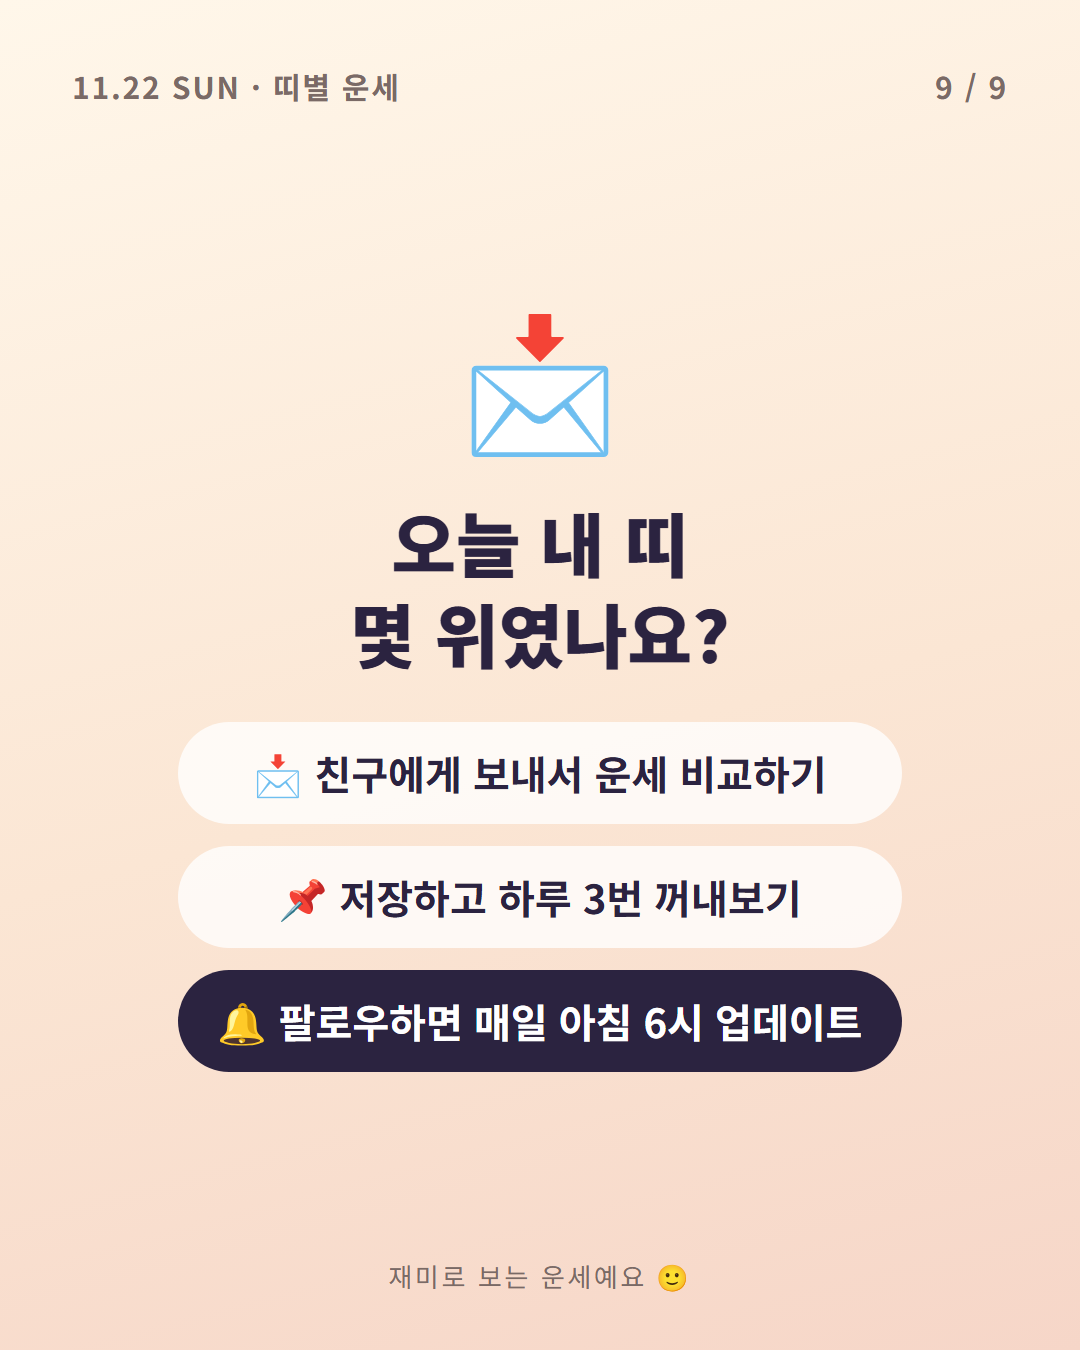 11.22 SUN · 띠별 운세
9 / 9
오늘 내 띠
몇 위였나요?
📩 친구에게 보내서 운세 비교하기
📌 저장하고 하루 3번 꺼내보기
🔔 팔로우하면 매일 아침 6시 업데이트
재미로 보는 운세예요 🙂